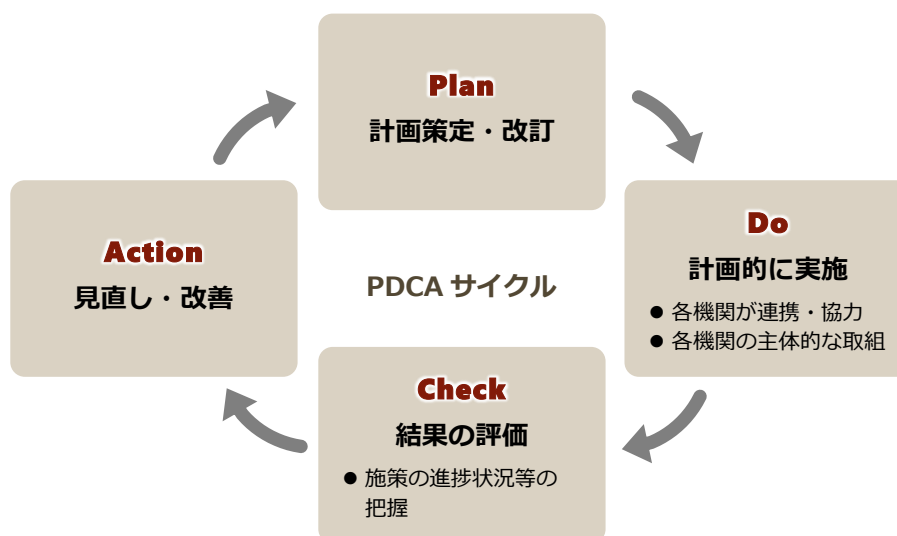 Plan
計画策定・改訂
Do
計画的に実施
● 各機関が連携・協力
● 各機関の主体的な取組
Action
見直し・改善
PDCA サイクル
Check
結果の評価
● 施策の進捗状況等の
把握